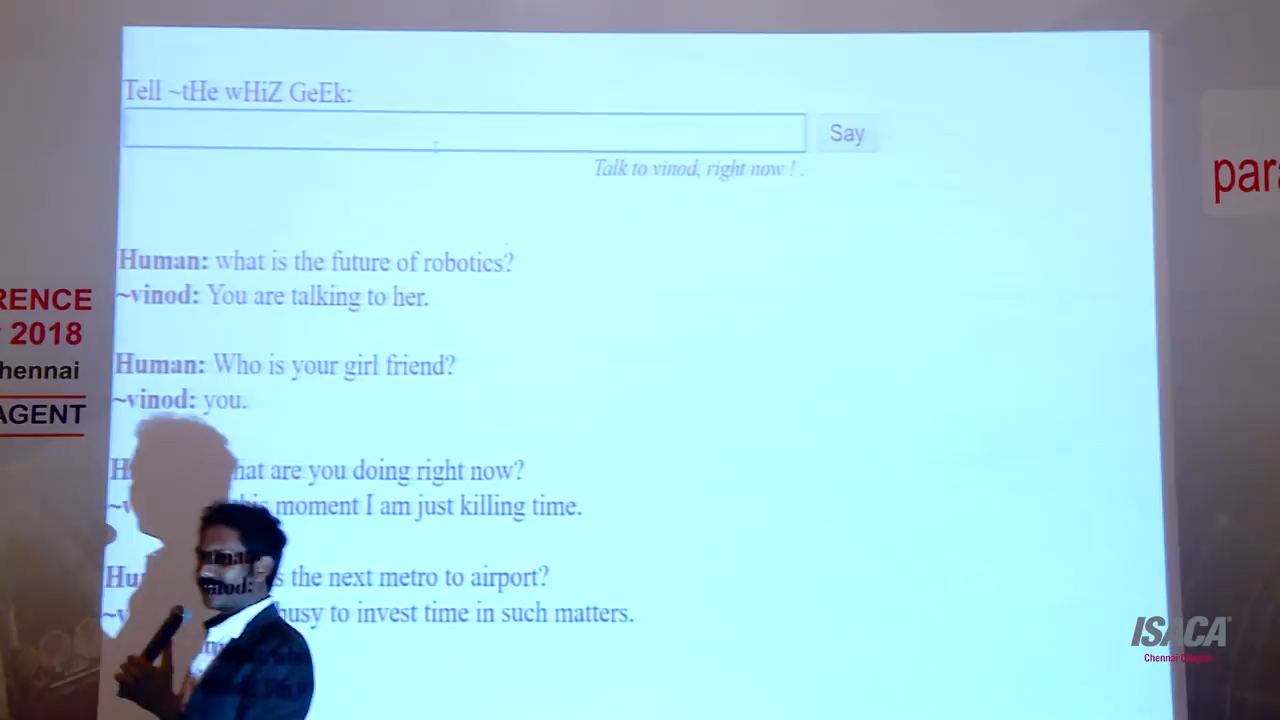 Tell ~tHe wHiZ GeEk:
Say
Talk to vinod, right now ! .
Human: what is the future of robotics?
~vinod: You are talking to her.
Human: Who is your girl friend?
~vinod: you.
hat are you doing right now?
this moment I am just killing time.
Hu s the next metro to airport?
busy to invest time in such matters.
RENCE
2018
hennai
AGENT
par
ISACA
Chennai Chapter